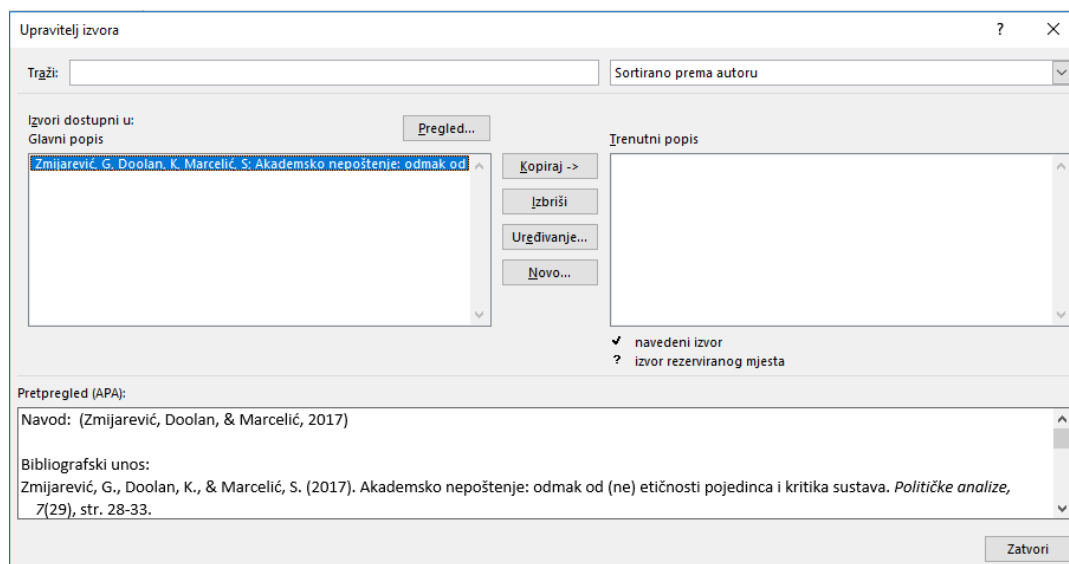 Upravitelj izvora
?
Traži:
Sortirano prema autoru
Izvori dostupni u:
Glavni popis
Pregled...
Trenutni popis
Zmijarević, G, Doolan, K, Marcelić, S; Akademsko nepoštenje: odmak od
Kopiraj ->
Izbriši
Uređivanje...
Novo...
✓ navedeni izvor
? izvor rezerviranog mjesta
Pretpregled (APA):
Navod: (Zmijarević, Doolan, & Marcelić, 2017)
Bibliografski unos:
Zmijarević, G., Doolan, K., & Marcelić, S. (2017). Akademsko nepoštenje: odmak od (ne) etičnosti pojedinca i kritika sustava. Političke analize,
7(29), str. 28-33.
Zatvori